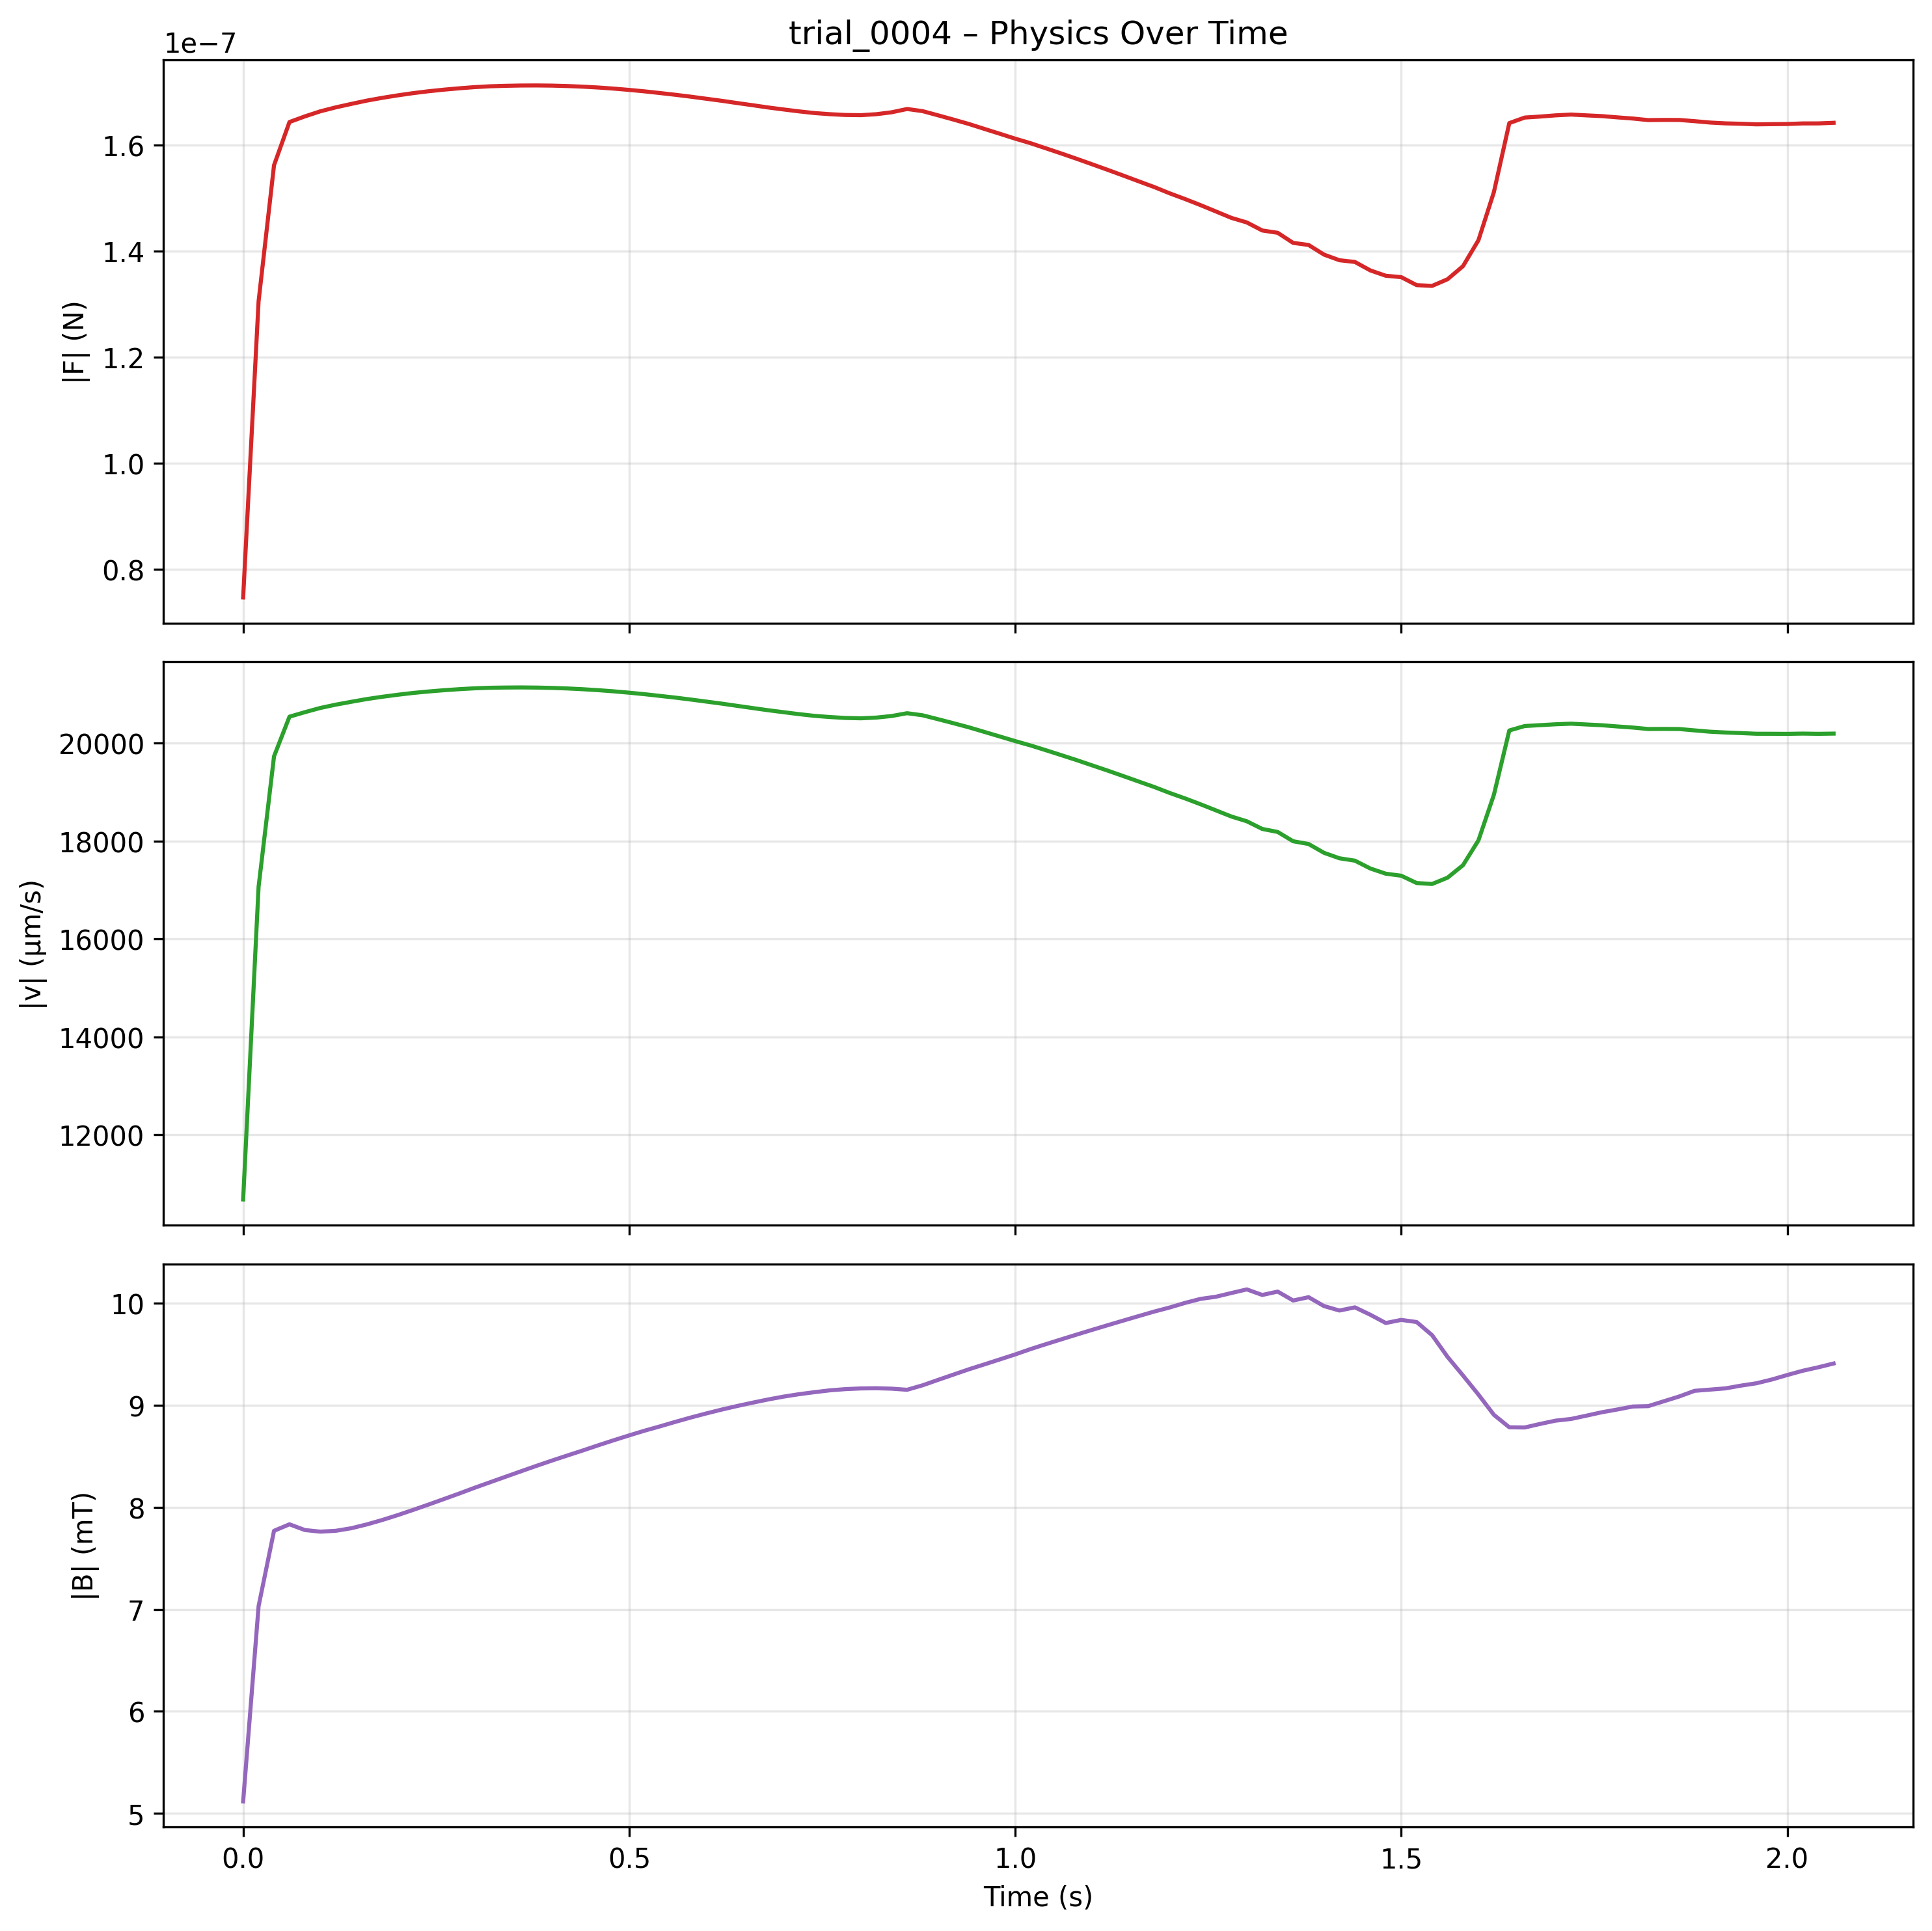 trial_0004 – Physics Over Time
1e−7
|F| (N)
1.6
1.4
1.2
1.0
0.8
|v| (µm/s)
20000
18000
16000
14000
12000
|B| (mT)
10
9
8
7
6
5
0.0 0.5 1.0 1.5 2.0
Time (s)